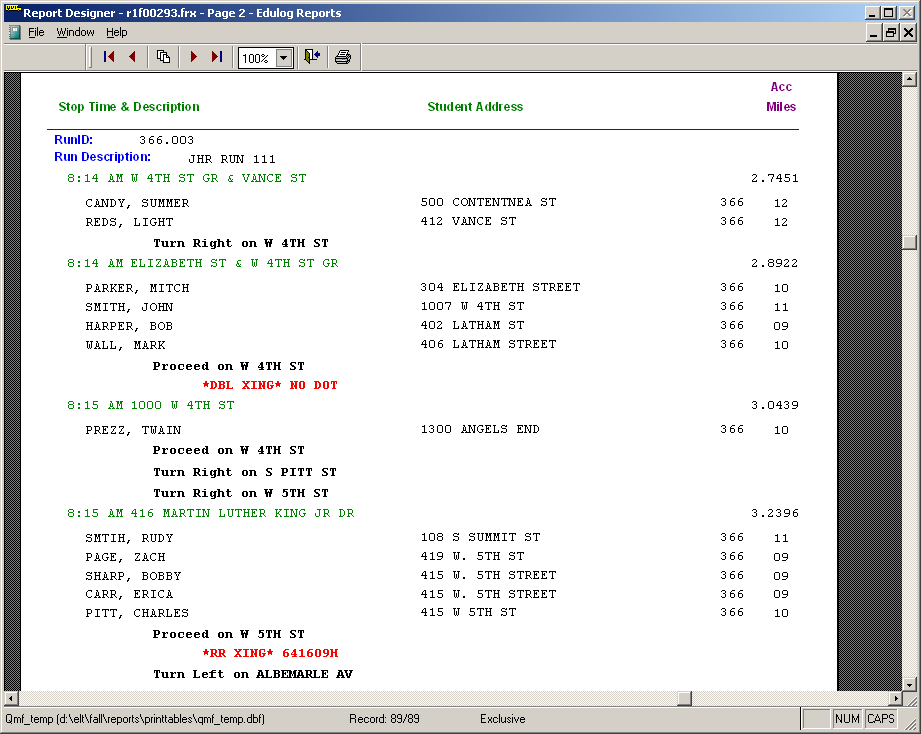 Report Designer - r1f00293.frx - Page 2 - Edulog Reports
File Window Help
100%
Acc
Stop Time & Description Student Address Miles
RunID: 366.003
Run Description: JHR RUN 111
8:14 AM W 4TH ST GR & VANCE ST 2.7451
CANDY, SUMMER 500 CONTENTNEA ST 366 12
REDS, LIGHT 412 VANCE ST 366 12
Turn Right on W 4TH ST
8:14 AM ELIZABETH ST & W 4TH ST GR 2.8922
PARKER, MITCH 304 ELIZABETH STREET 366 10
SMITH, JOHN 1007 W 4TH ST 366 11
HARPER, BOB 402 LATHAM ST 366 09
WALL, MARK 406 LATHAM STREET 366 10
Proceed on W 4TH ST
*DBL XING* NO DOT
8:15 AM 1000 W 4TH ST 3.0439
PREZZ, TWAIN 1300 ANGELS END 366 10
Proceed on W 4TH ST
Turn Right on S PITT ST
Turn Right on W 5TH ST
8:15 AM 416 MARTIN LUTHER KING JR DR 3.2396
SMTIH, RUDY 108 S SUMMIT ST 366 11
PAGE, ZACH 419 W. 5TH ST 366 09
SHARP, BOBBY 415 W. 5TH STREET 366 09
CARR, ERICA 415 W. 5TH STREET 366 09
PITT, CHARLES 415 W 5TH ST 366 10
Proceed on W 5TH ST
*RR XING* 641609H
Turn Left on ALBEMARLE AV
Qmf_temp (d:\elt\fall\reports\printtables\qmf_temp.dbf) Record: 89/89 Exclusive NUM CAPS